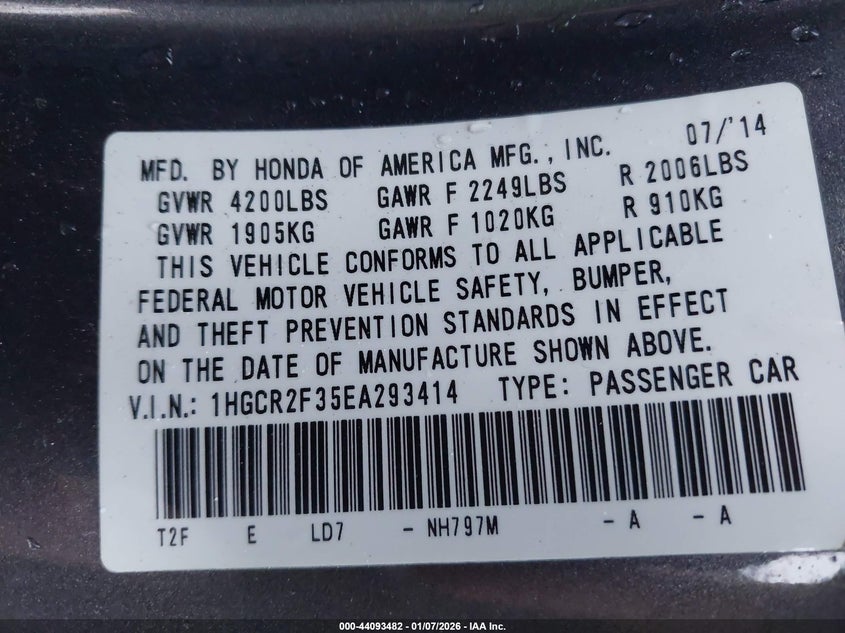 07/'14
MFD. BY HONDA OF AMERICA MFG., INC.
GVWR 4200LBS GAWR F 2249LBS R 2006LBS
GVWR 1905KG GAWR F 1020KG R 910KG
THIS VEHICLE CONFORMS TO ALL APPLICABLE
FEDERAL MOTOR VEHICLE SAFETY, BUMPER,
AND THEFT PREVENTION STANDARDS IN EFFECT
ON THE DATE OF MANUFACTURE SHOWN ABOVE.
V.I.N.: 1HGCR2F35EA293414 TYPE: PASSENGER CAR
T2F E LD7 - NH797M - A - A
000-44093482 - 01/07/2026 - IAA Inc.